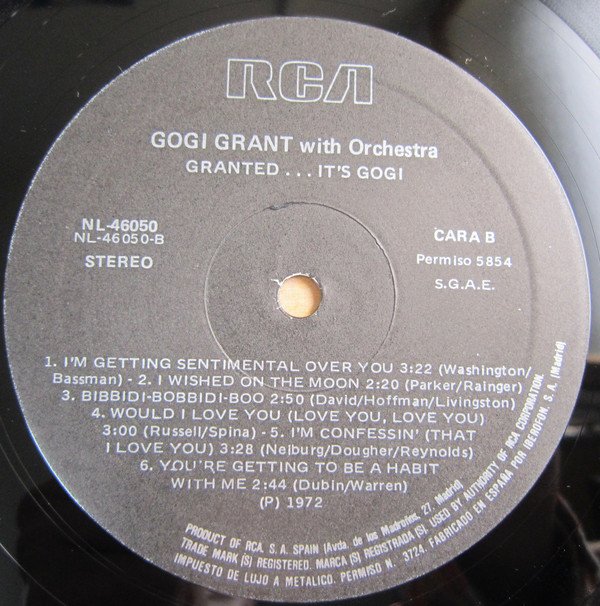 RCA
GOGI GRANT with Orchestra
GRANTED . . . IT'S GOGI
NL-46050
NL-46050-B
STEREO
CARA B
Permiso 5854
S.G.A.E.
1. I'M GETTING SENTIMENTAL OVER YOU 3:22 (Washington/
Bassman) - 2. I WISHED ON THE MOON 2:20 (Parker/Rainger)
3. BIBBIDI-BOBBIDI-BOO 2:50 (David/Hoffman/Livingston)
4. WOULD I LOVE YOU (LOVE YOU, LOVE YOU)
3:00 (Russell/Spina) - 5. I'M CONFESSIN' (THAT
I LOVE YOU) 3:28 (Nelburg/Dougher/Reynolds)
6. YOU'RE GETTING TO BE A HABIT
WITH ME 2:44 (Dubin/Warren)
(P) 1972
PRODUCT OF RCA. S. A. SPAIN (Avda. de los Madroños, 27, Madrid).
TRADE MARK (S) REGISTERED. MARCA (S) REGISTRADA (S). USED BY AUTHORITY OF RCA CORPORATION.
IMPUESTO DE LUJO A METALICO. PERMISO N. 3724. FABRICADO EN ESPAÑA POR IBEROFON. S. A. (Madrid)